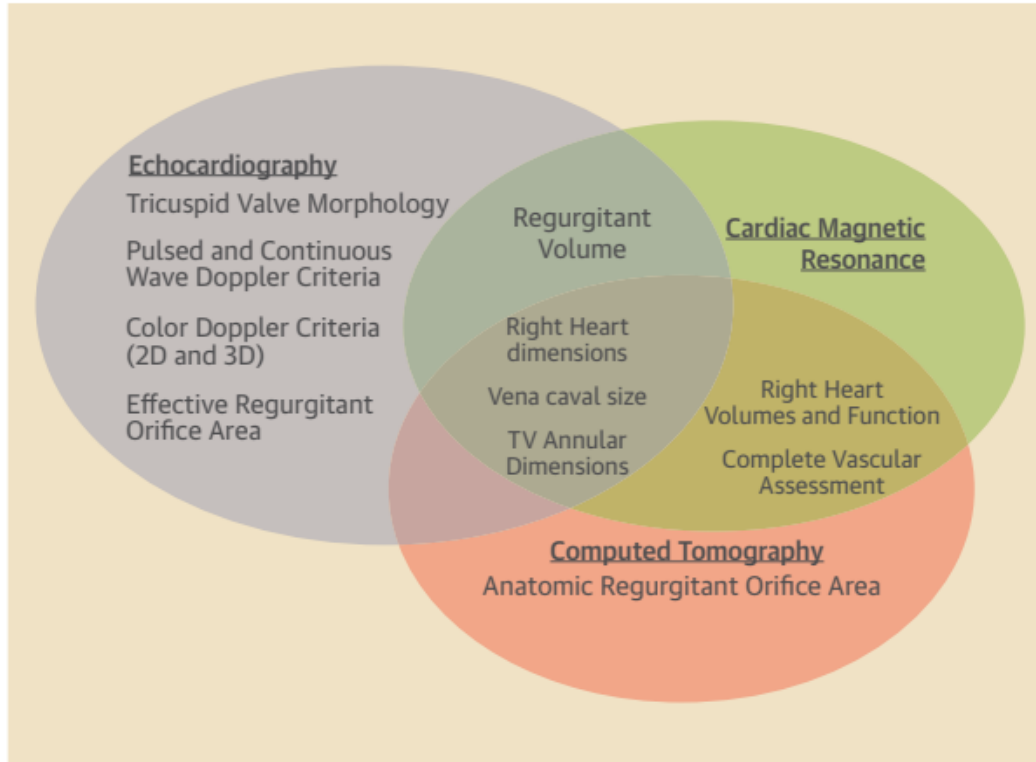 Echocardiography
Tricuspid Valve Morphology
Pulsed and Continuous
Wave Doppler Criteria
Color Doppler Criteria
(2D and 3D)
Effective Regurgitant
Orifice Area
Regurgitant
Volume
Cardiac Magnetic
Resonance
Right Heart
dimensions
Vena caval size
TV Annular
Dimensions
Right Heart
Volumes and Function
Complete Vascular
Assessment
Computed Tomography
Anatomic Regurgitant Orifice Area